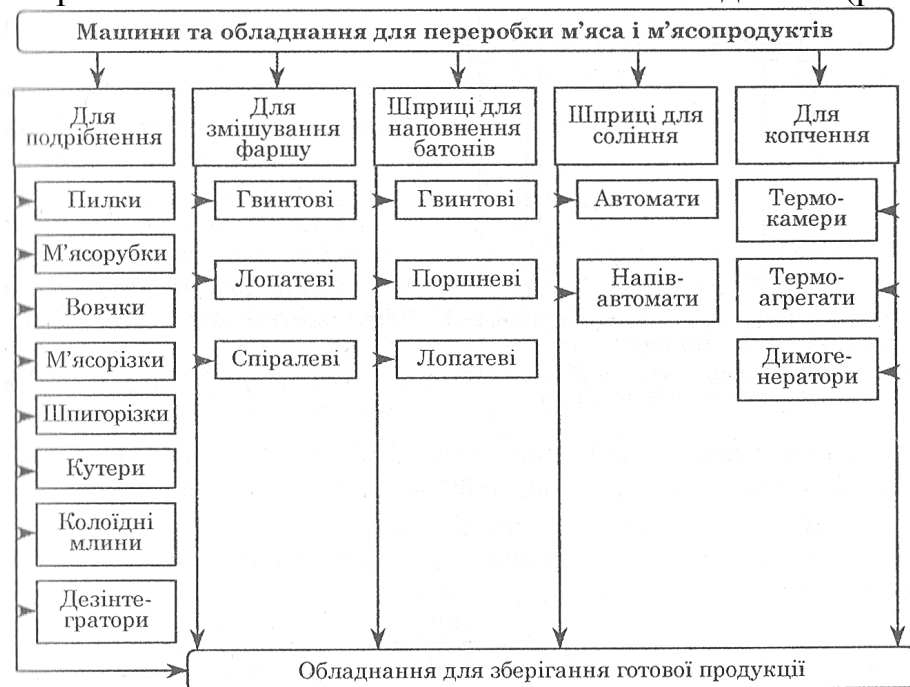 Машини та обладнання для переробки м’яса і м’ясопродуктів
Для
подрібнення
Для
змішування
фаршу
Шприці для
наповнення
батонів
Шприці для
соління
Для
копчення
Пилки
М’ясорубки
Вовчки
М’ясорізки
Шпигорізки
Кутери
Колоїдні
млини
Дезінте-
гратори
Гвинтові
Лопатеві
Спіралеві
Гвинтові
Поршневі
Лопатеві
Автомати
Напів-
автомати
Термо-
камери
Термо-
агрегати
Димоге-
нератори
Обладнання для зберігання готової продукції